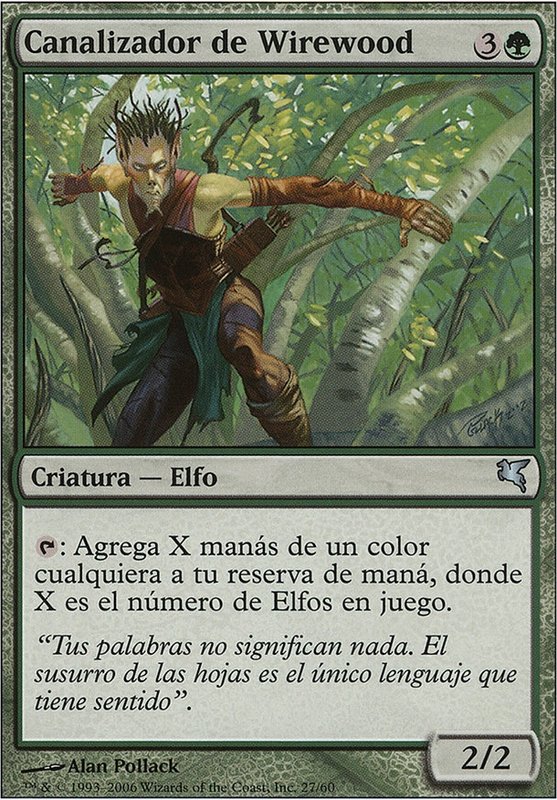 Canalizador de Wirewood 3
Criatura — Elfo
: Agrega X manás de un color
cualquiera a tu reserva de maná, donde
X es el número de Elfos en juego.
“Tus palabras no significan nada. El
susurro de las hojas es el único lenguaje que
tiene sentido”.
2/2
Alan Pollack
™ & © 1993–2006 Wizards of the Coast, Inc. 27/60